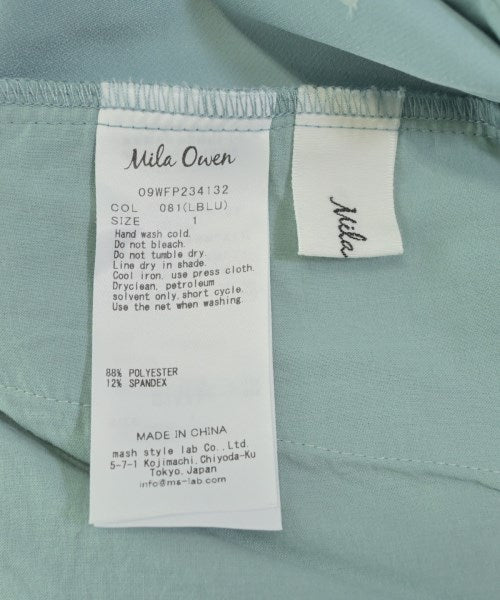 Mila Owen
09WFP234132
COL 081(LBLU)
SIZE 1
Hand wash cold.
Do not bleach.
Do not tumble dry.
Line dry in shade.
Cool iron. use press cloth.
Dryclean, petroleum
solvent only, short cycle.
Use the net when washing.
88% POLYESTER
12% SPANDEX
MADE IN CHINA
mash style lab Co., Ltd.
5-7-1 Kojimachi, Chiyoda-Ku
Tokyo, Japan
info@ms-lab.com
Mila